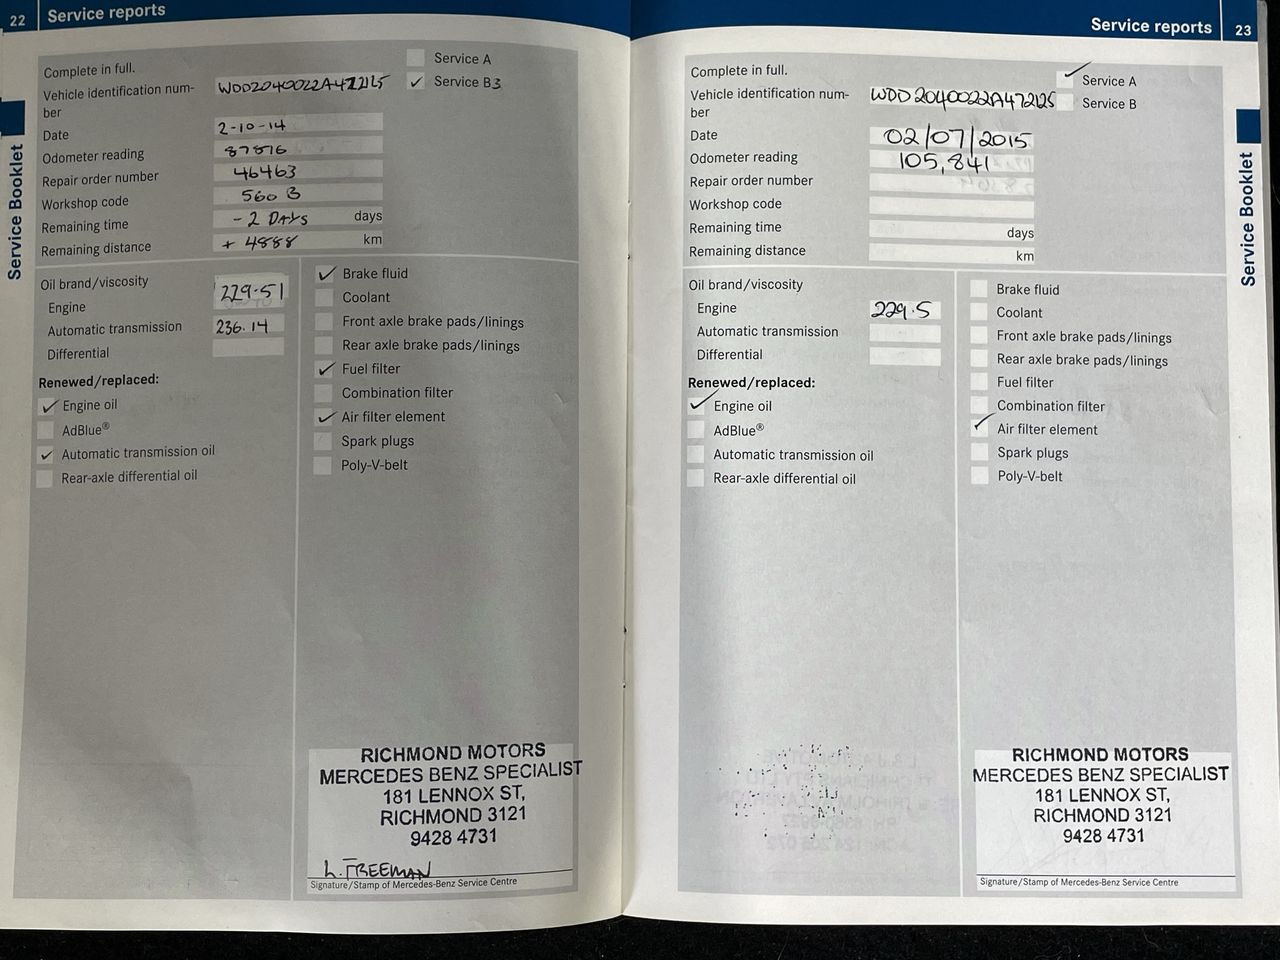 22 Service reports
Complete in full.
Service A
Vehicle identification num-
ber
WDD2040022A472125
Service B3
Date 2-10-14
Odometer reading 87876
Repair order number 46463
Workshop code 560 B
Remaining time - 2 DAYS days
Remaining distance + 4888 km
Oil brand/viscosity
Engine 229.51
Automatic transmission 236.14
Differential
Renewed/replaced:
✓ Engine oil
AdBlue®
✓ Automatic transmission oil
Rear-axle differential oil
✓ Brake fluid
Coolant
Front axle brake pads/linings
Rear axle brake pads/linings
✓ Fuel filter
Combination filter
✓ Air filter element
Spark plugs
Poly-V-belt
RICHMOND MOTORS
MERCEDES BENZ SPECIALIST
181 LENNOX ST,
RICHMOND 3121
9428 4731
L. FREEMAN
Signature/Stamp of Mercedes-Benz Service Centre
Service Booklet
Service reports 23
Complete in full.
✓ Service A
Vehicle identification num-
ber
WDD2040022A472125
Service B
Date 02/07/2015
Odometer reading 105,841
Repair order number
Workshop code
Remaining time days
Remaining distance km
Oil brand/viscosity
Engine 229.5
Automatic transmission
Differential
Renewed/replaced:
✓ Engine oil
AdBlue®
Automatic transmission oil
Rear-axle differential oil
Brake fluid
Coolant
Front axle brake pads/linings
Rear axle brake pads/linings
Fuel filter
Combination filter
✓ Air filter element
Spark plugs
Poly-V-belt
RICHMOND MOTORS
MERCEDES BENZ SPECIALIST
181 LENNOX ST,
RICHMOND 3121
9428 4731
Signature/Stamp of Mercedes-Benz Service Centre
Service Booklet